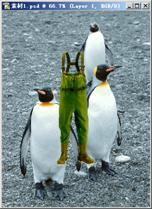 素材1.psd @ 66.7% (Layer 1, RGB/8)